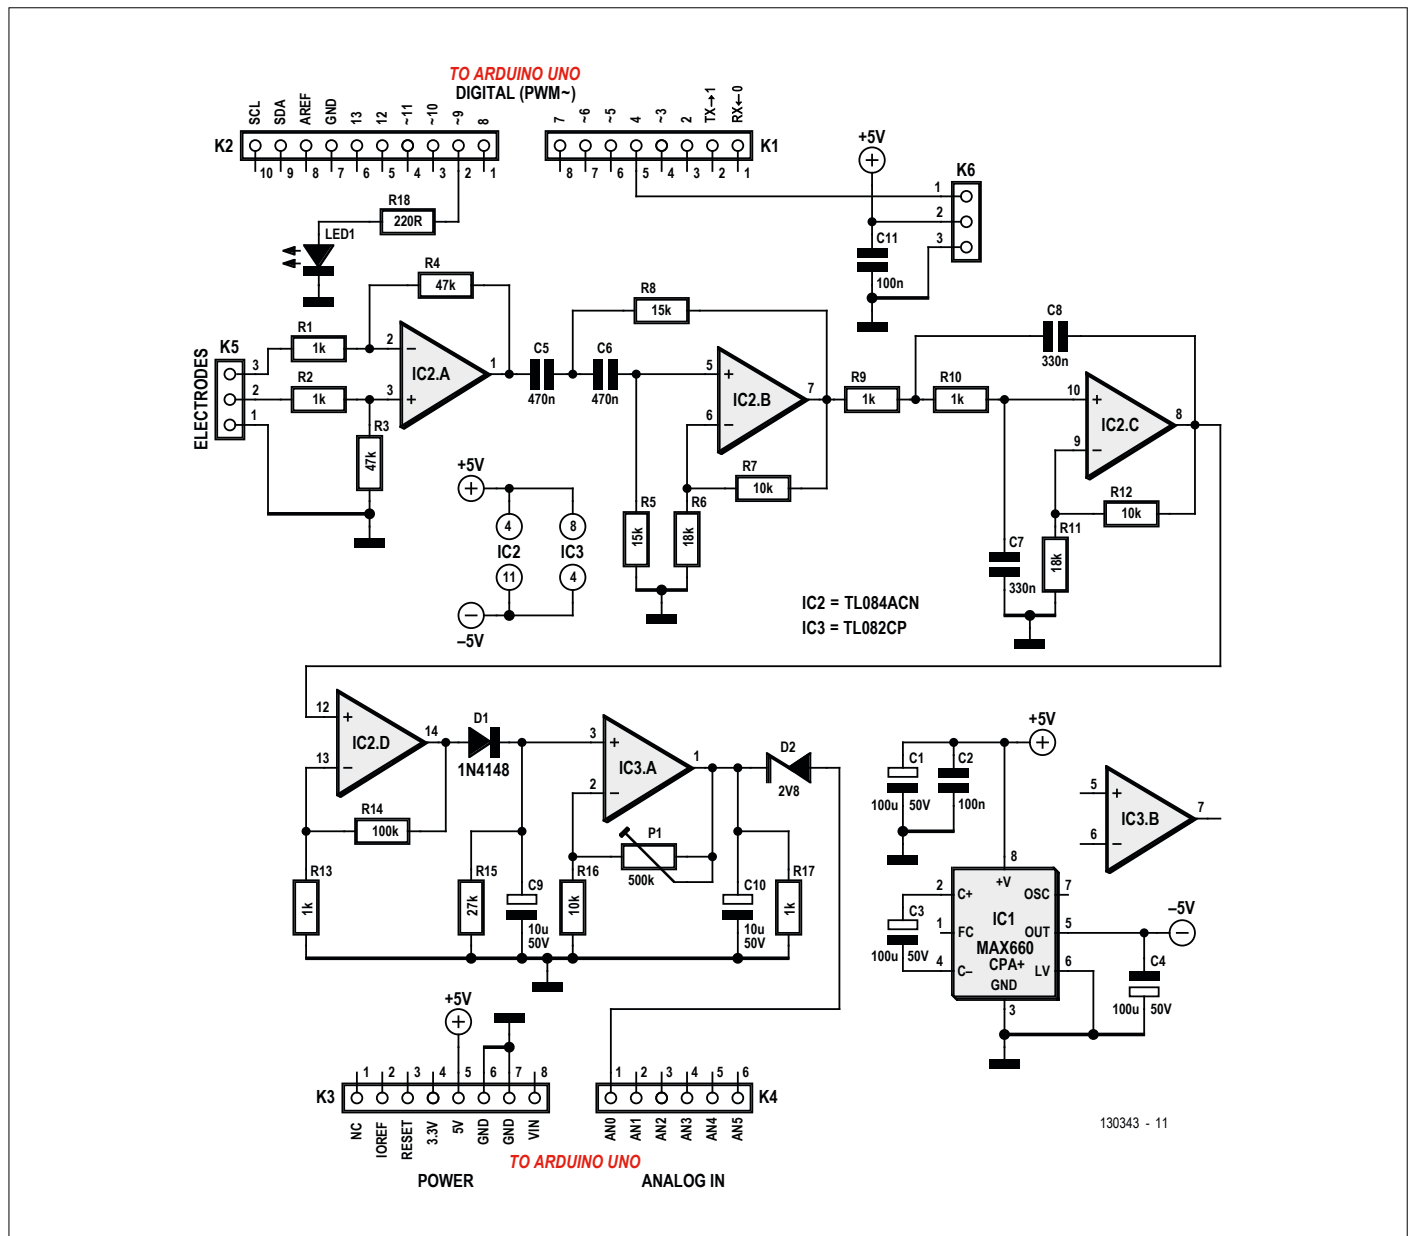 TO ARDUINO UNO
DIGITAL (PWM~)
SCL
SDA
AREF
GND
13
12
~11
~10
~9
8
K2
10 9 8 7 6 5 4 3 2 1
7
~6
~5
4
~3
2
TX→1
RX←0
K1
8 7 6 5 4 3 2 1
+5V
K6
1
2
3
C11
100n
R18
220R
LED1
R4
47k
R8
15k
C8
330n
ELECTRODES
K5
3
2
1
R1
1k
R2
1k
R3
47k
2
3
1
IC2.A
C5
470n
C6
470n
5
6
7
IC2.B
R9
1k
R10
1k
10
9
8
IC2.C
R7
10k
R5
15k
R6
18k
R12
10k
R11
18k
C7
330n
+5V
4
8
IC2
IC3
11
4
–5V
IC2 = TL084ACN
IC3 = TL082CP
12
13
14
IC2.D
D1
1N4148
3
2
1
IC3.A
D2
2V8
R14
100k
P1
500k
R13
1k
R15
27k
C9
10u
50V
R16
10k
C10
10u
50V
R17
1k
+5V
C1
100u 50V
C2
100n
5
6
7
IC3.B
8
+V
2
C+
OSC
7
C3
100u 50V
1
FC
IC1
MAX660
CPA+
OUT
5
4
C–
LV
6
GND
3
–5V
C4
100u 50V
+5V
K3
1 2 3 4 5 6 7 8
NC
IOREF
RESET
3.3V
5V
GND
GND
VIN
POWER
TO ARDUINO UNO
1 2 3 4 5 6
K4
AN0
AN1
AN2
AN3
AN4
AN5
ANALOG IN
130343 - 11